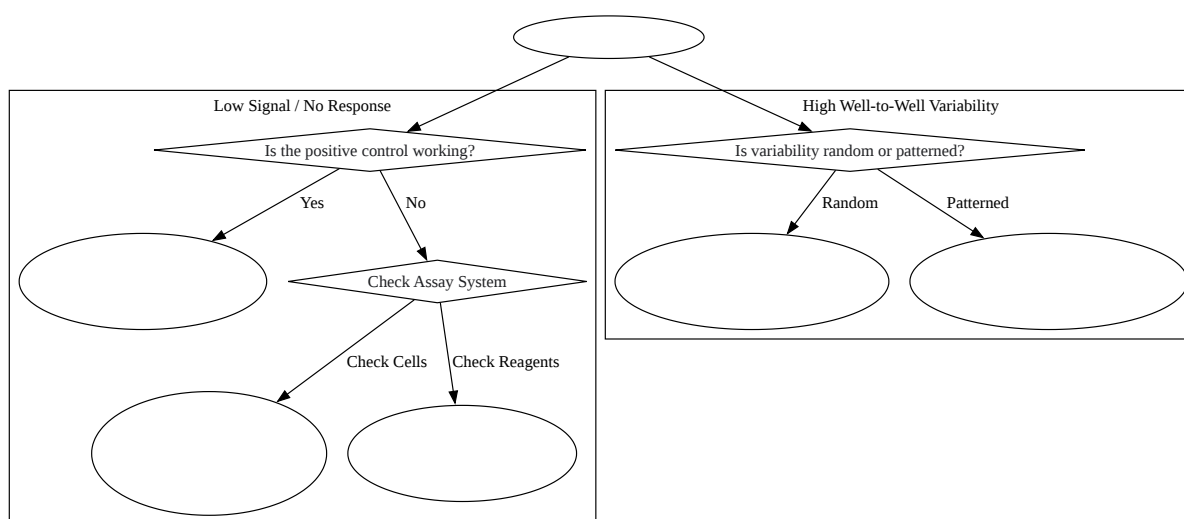 Low Signal / No Response
High Well-to-Well Variability
Is the positive control working?
Is variability random or patterned?
Yes
No
Random
Patterned
Check Assay System
Check Cells
Check Reagents